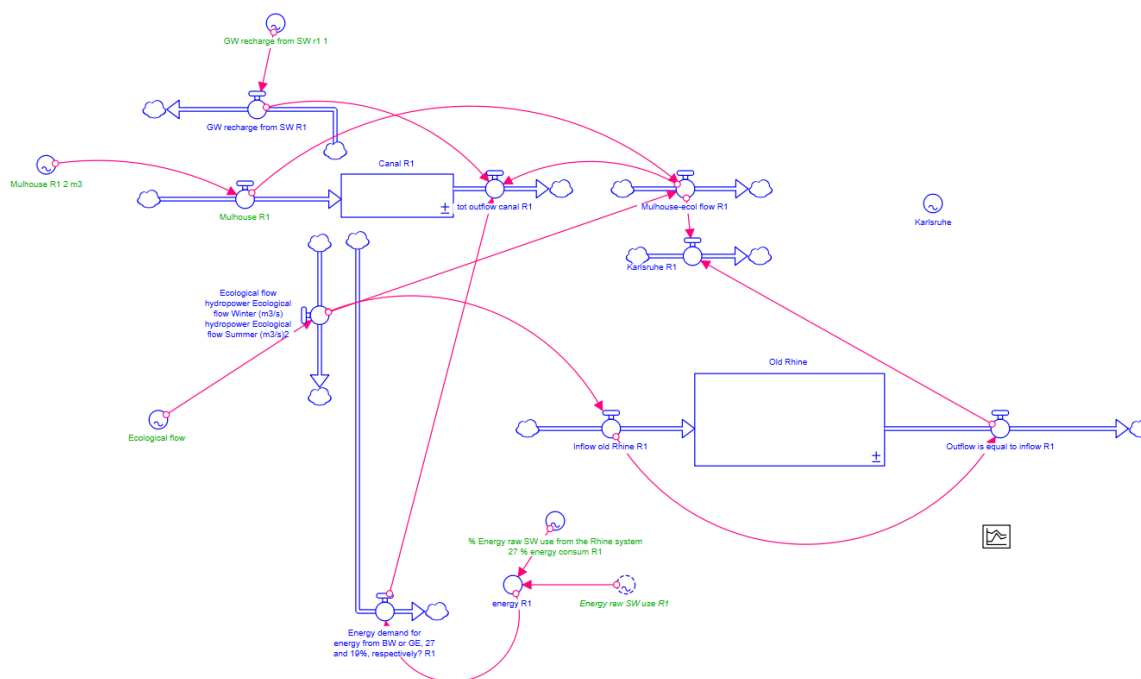 GW recharge from SW r1 1
GW recharge from SW R1
Canal R1
Mulhouse R1 2 m3
tot outflow canal R1
Mulhouse-ecol flow R1
Mulhouse R1
Karlsruhe
Karlsruhe R1
Ecological flow
hydropower Ecological
flow Winter (m3/s)
hydropower Ecological
flow Summer (m3/s)2
Old Rhine
Ecological flow
Inflow old Rhine R1
Outflow is equal to inflow R1
% Energy raw SW use from the Rhine system
27 % energy consum R1
energy R1
Energy raw SW use R1
Energy demand for
energy from BW or GE, 27
and 19%, respectively? R1